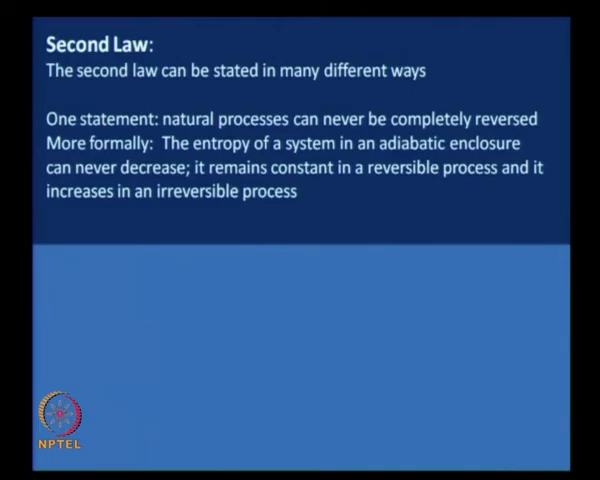 Second Law:
The second law can be stated in many different ways
One statement: natural processes can never be completely reversed
More formally: The entropy of a system in an adiabatic enclosure
can never decrease; it remains constant in a reversible process and it
increases in an irreversible process
NPTEL